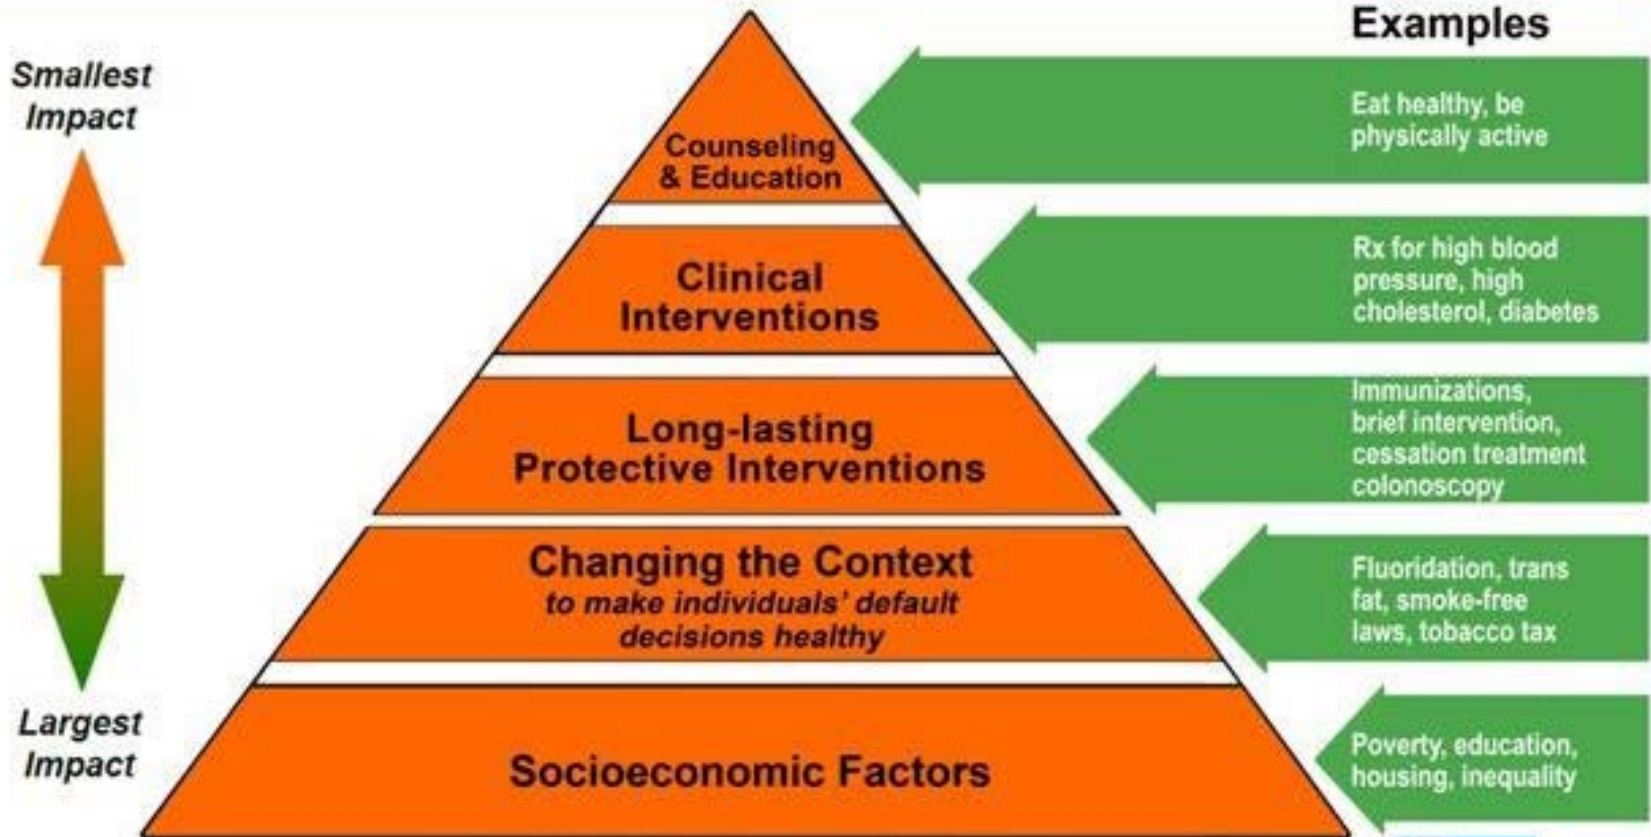 Examples
Smallest
Impact
Counseling
& Education
Eat healthy, be
physically active
Clinical
Interventions
Rx for high blood
pressure, high
cholesterol, diabetes
Long-lasting
Protective Interventions
Immunizations,
brief intervention,
cessation treatment
colonoscopy
Changing the Context
to make individuals’ default
decisions healthy
Fluoridation, trans
fat, smoke-free
laws, tobacco tax
Largest
Impact
Socioeconomic Factors
Poverty, education,
housing, inequality